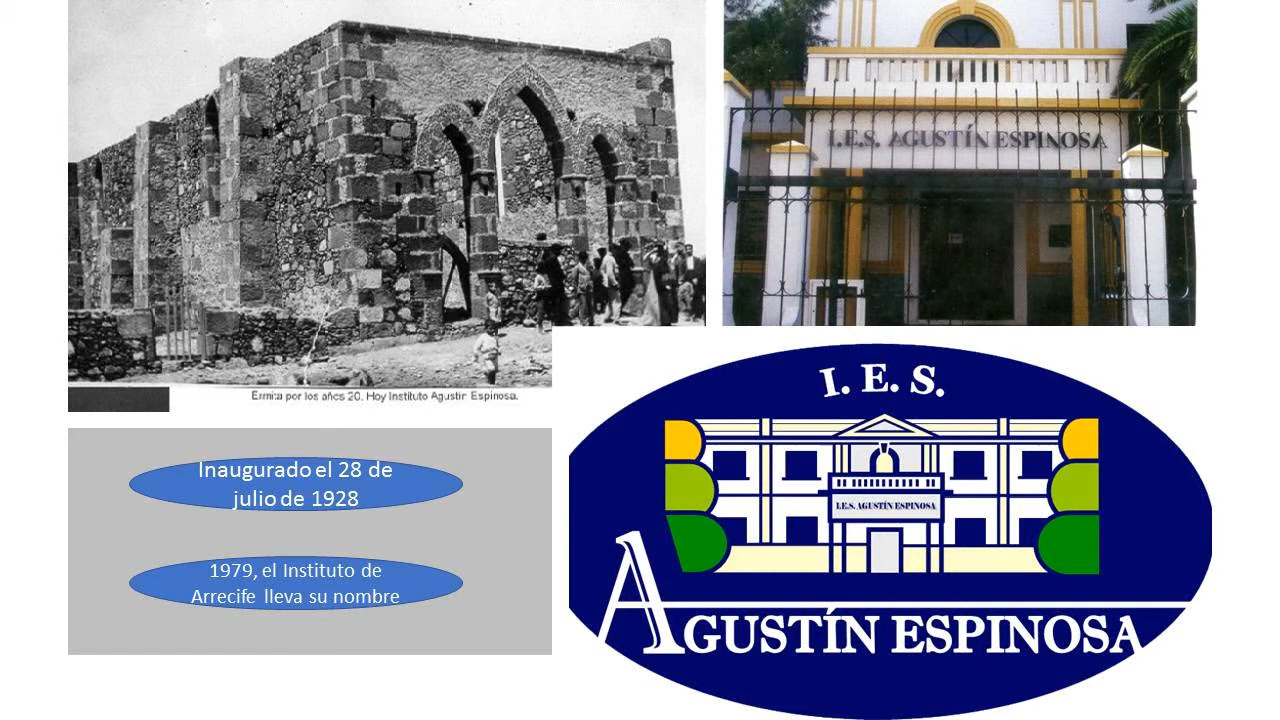 I.E.S. AGUSTÍN ESPINOSA
Ermita por los años 20. Hoy Instituto Agustin Espinosa.
Inaugurado el 28 de
julio de 1928
1979, el Instituto de
Arrecife lleva su nombre
I. E. S.
I.E.S. AGUSTÍN ESPINOSA
AGUSTÍN ESPINOSA